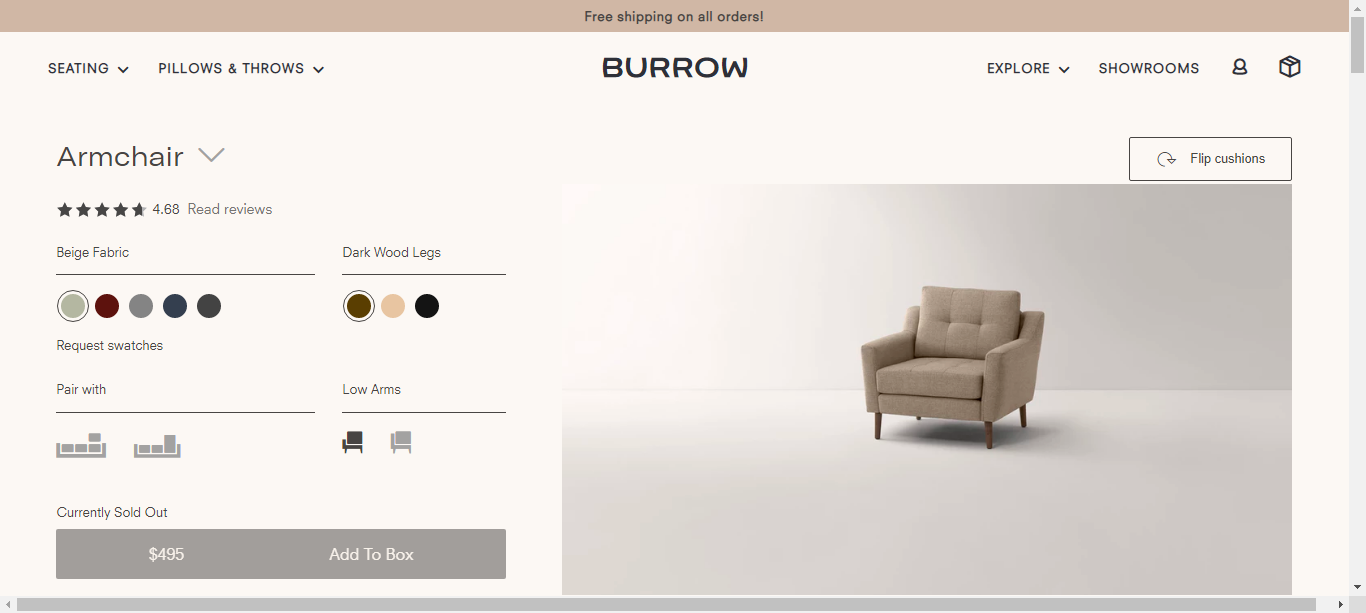 Free shipping on all orders!
SEATING PILLOWS & THROWS BURROW EXPLORE SHOWROOMS
Armchair
Flip cushions
4.68 Read reviews
Beige Fabric Dark Wood Legs
Request swatches
Pair with Low Arms
Currently Sold Out
$495 Add To Box